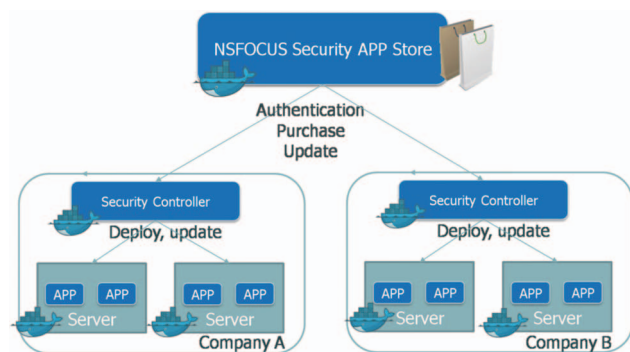 NSFOCUS Security APP Store
Authentication
Purchase
Update
Security Controller
Deploy, update
APP APP
Server
APP APP
Server
Company A
Security Controller
Deploy, update
APP APP
Server
APP APP
Server
Company B